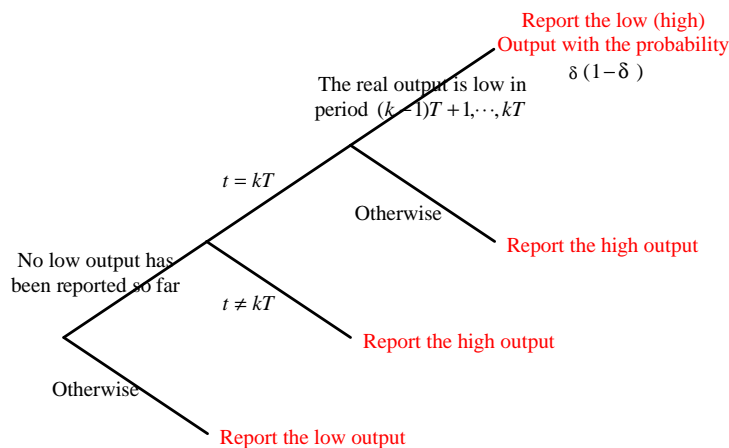 Report the low (high)
Output with the probability
δ (1−δ )
The real output is low in
period (k −1)T +1,⋯,kT
t = kT
Otherwise
Report the high output
No low output has
been reported so far
t ≠ kT
Report the high output
Otherwise
Report the low output